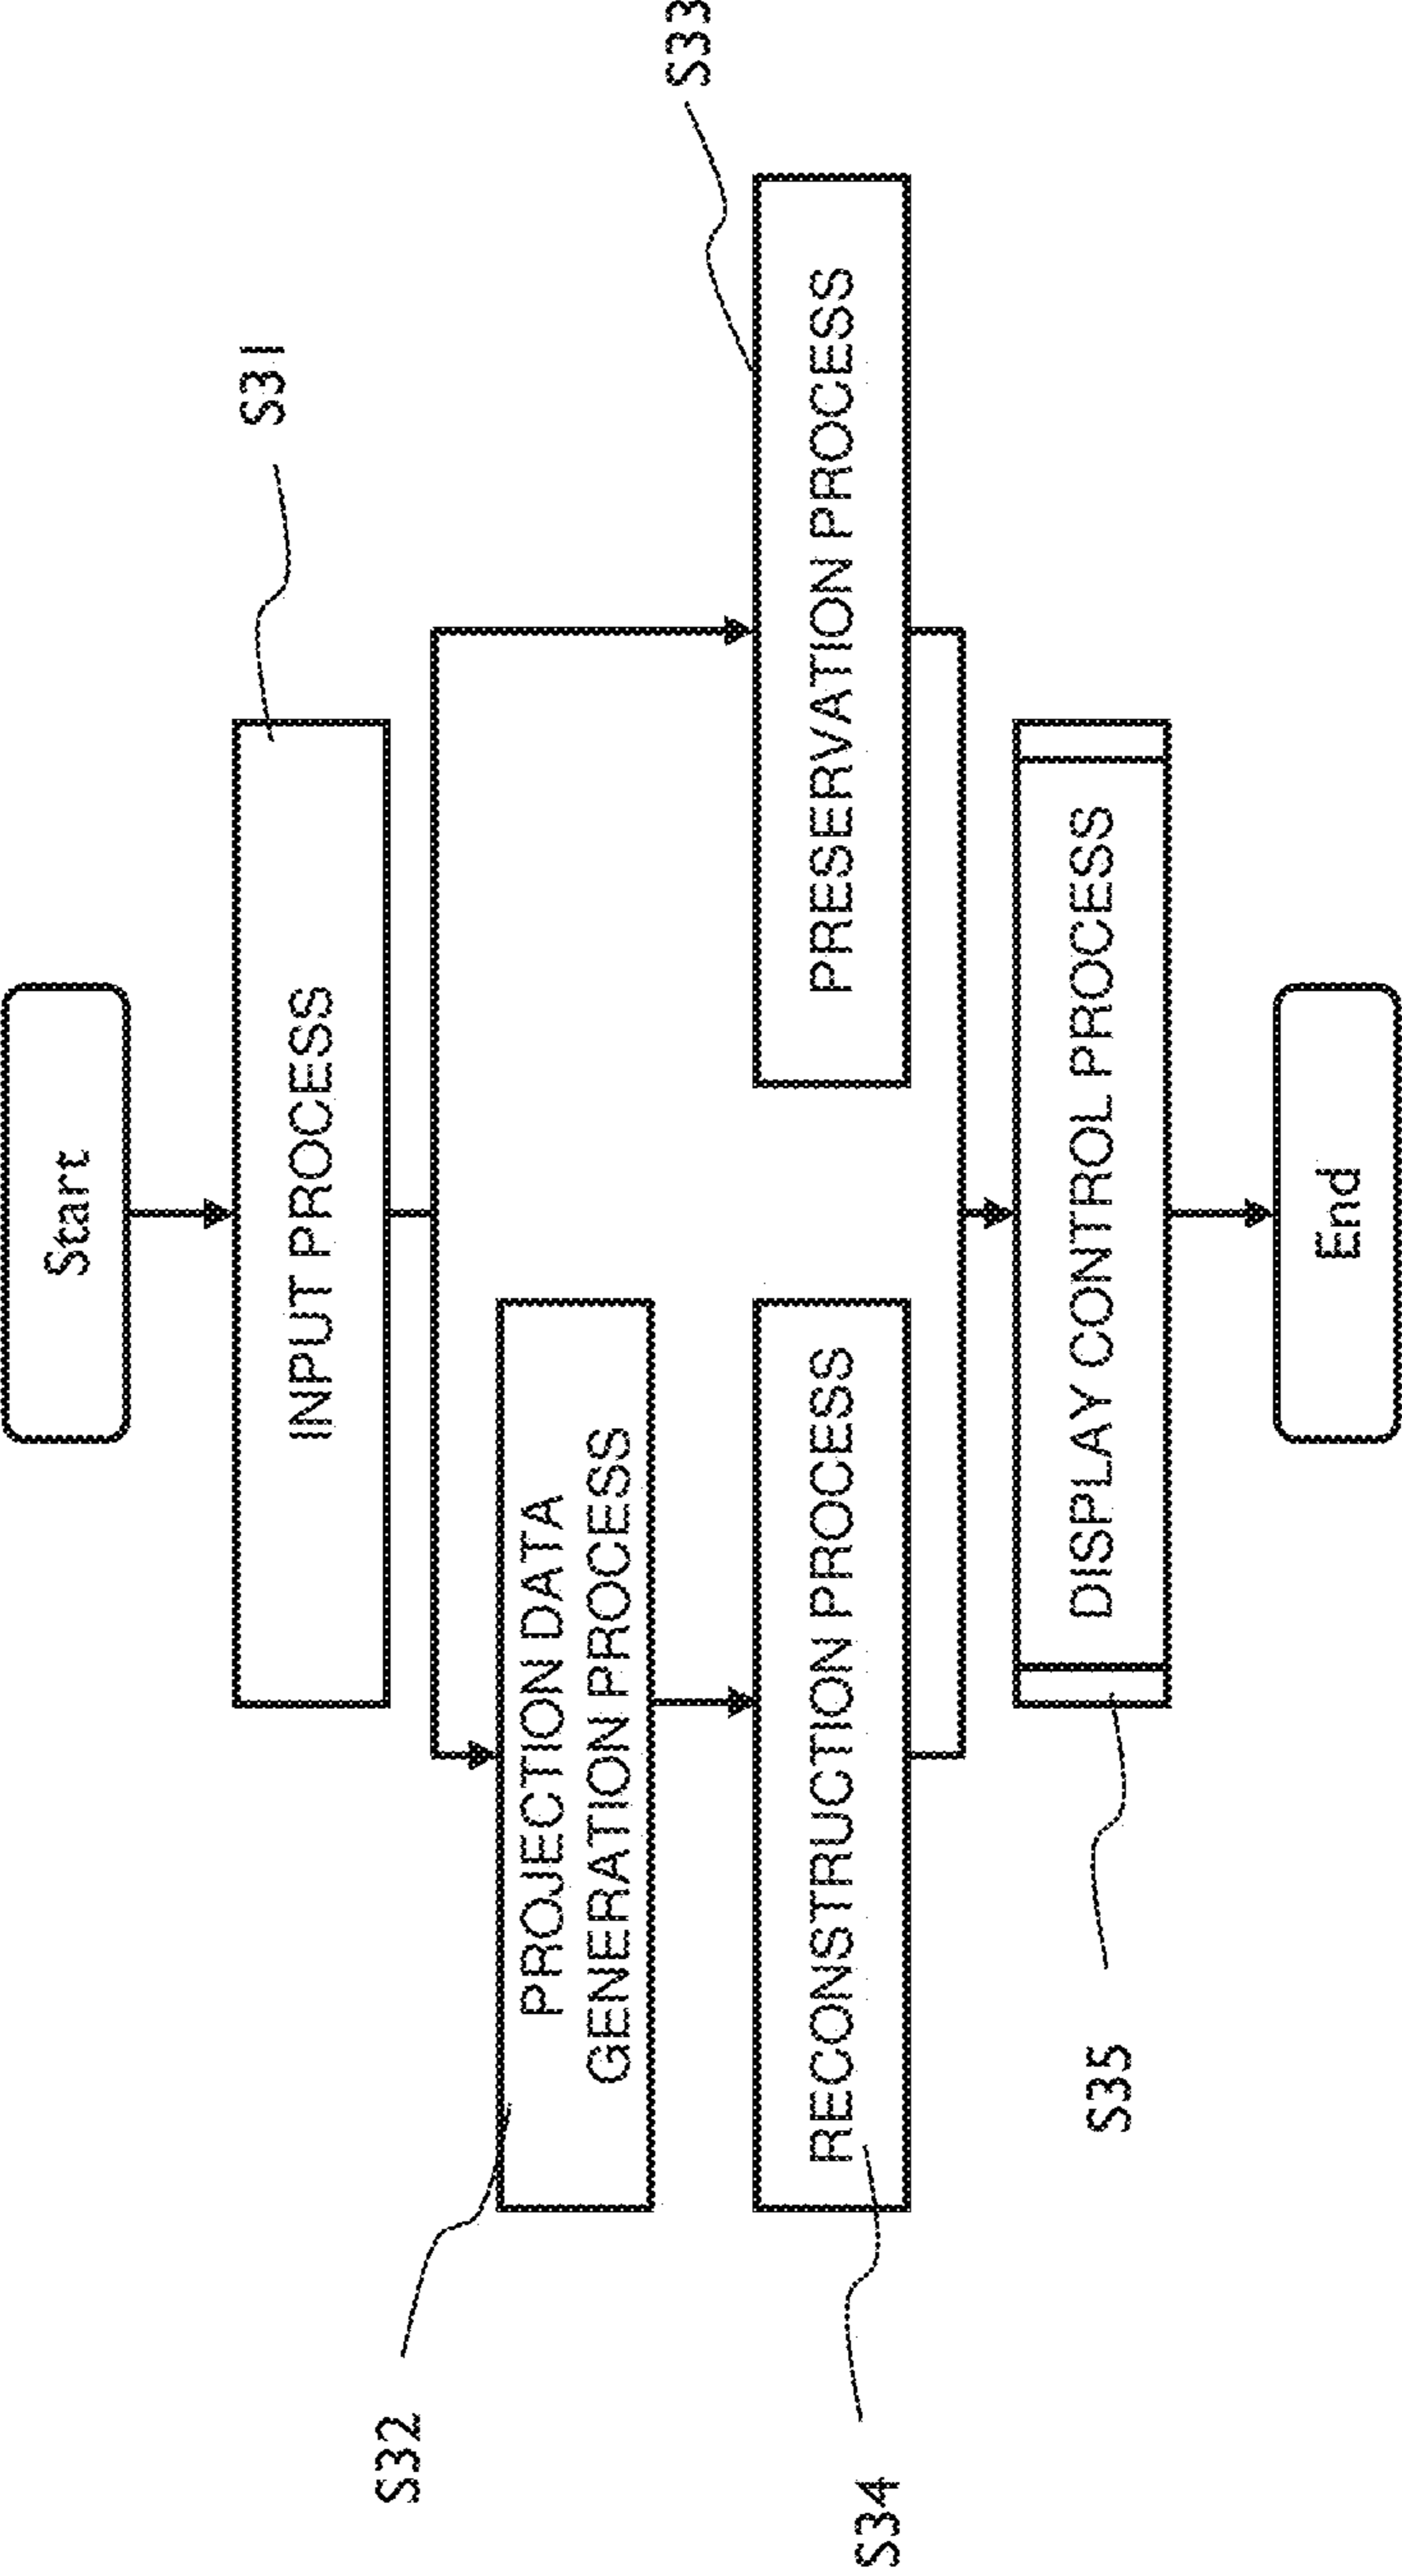 Start
INPUT PROCESS
S31
S32
PROJECTION DATA
GENERATION PROCESS
S33
PRESERVATION PROCESS
S34
RECONSTRUCTION PROCESS
S35
DISPLAY CONTROL PROCESS
End